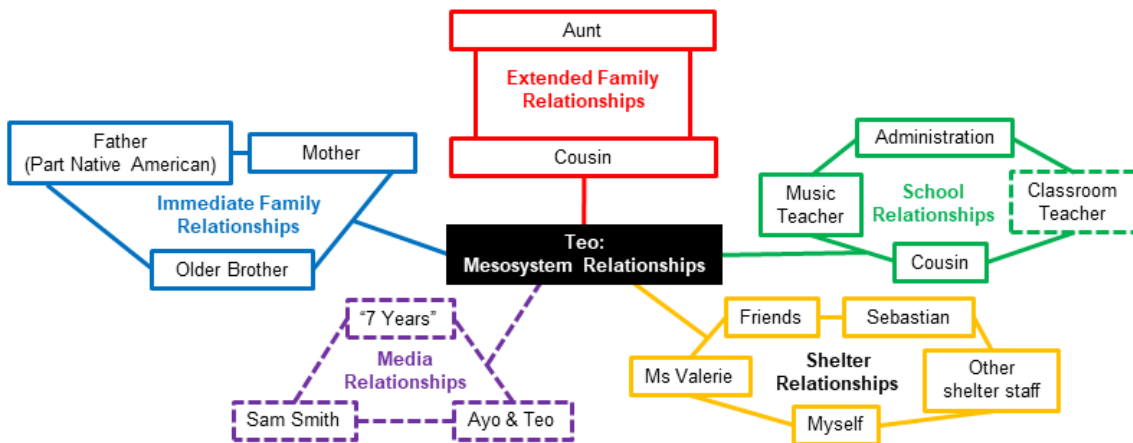 Aunt
Extended Family
Relationships
Cousin
Father
(Part Native American)
Mother
Immediate Family
Relationships
Older Brother
Administration
Music
Teacher
School
Relationships
Classroom
Teacher
Cousin
Teo:
Mesosystem Relationships
"7 Years"
Media
Relationships
Sam Smith
Ayo & Teo
Friends
Sebastian
Ms Valerie
Shelter
Relationships
Other
shelter staff
Myself